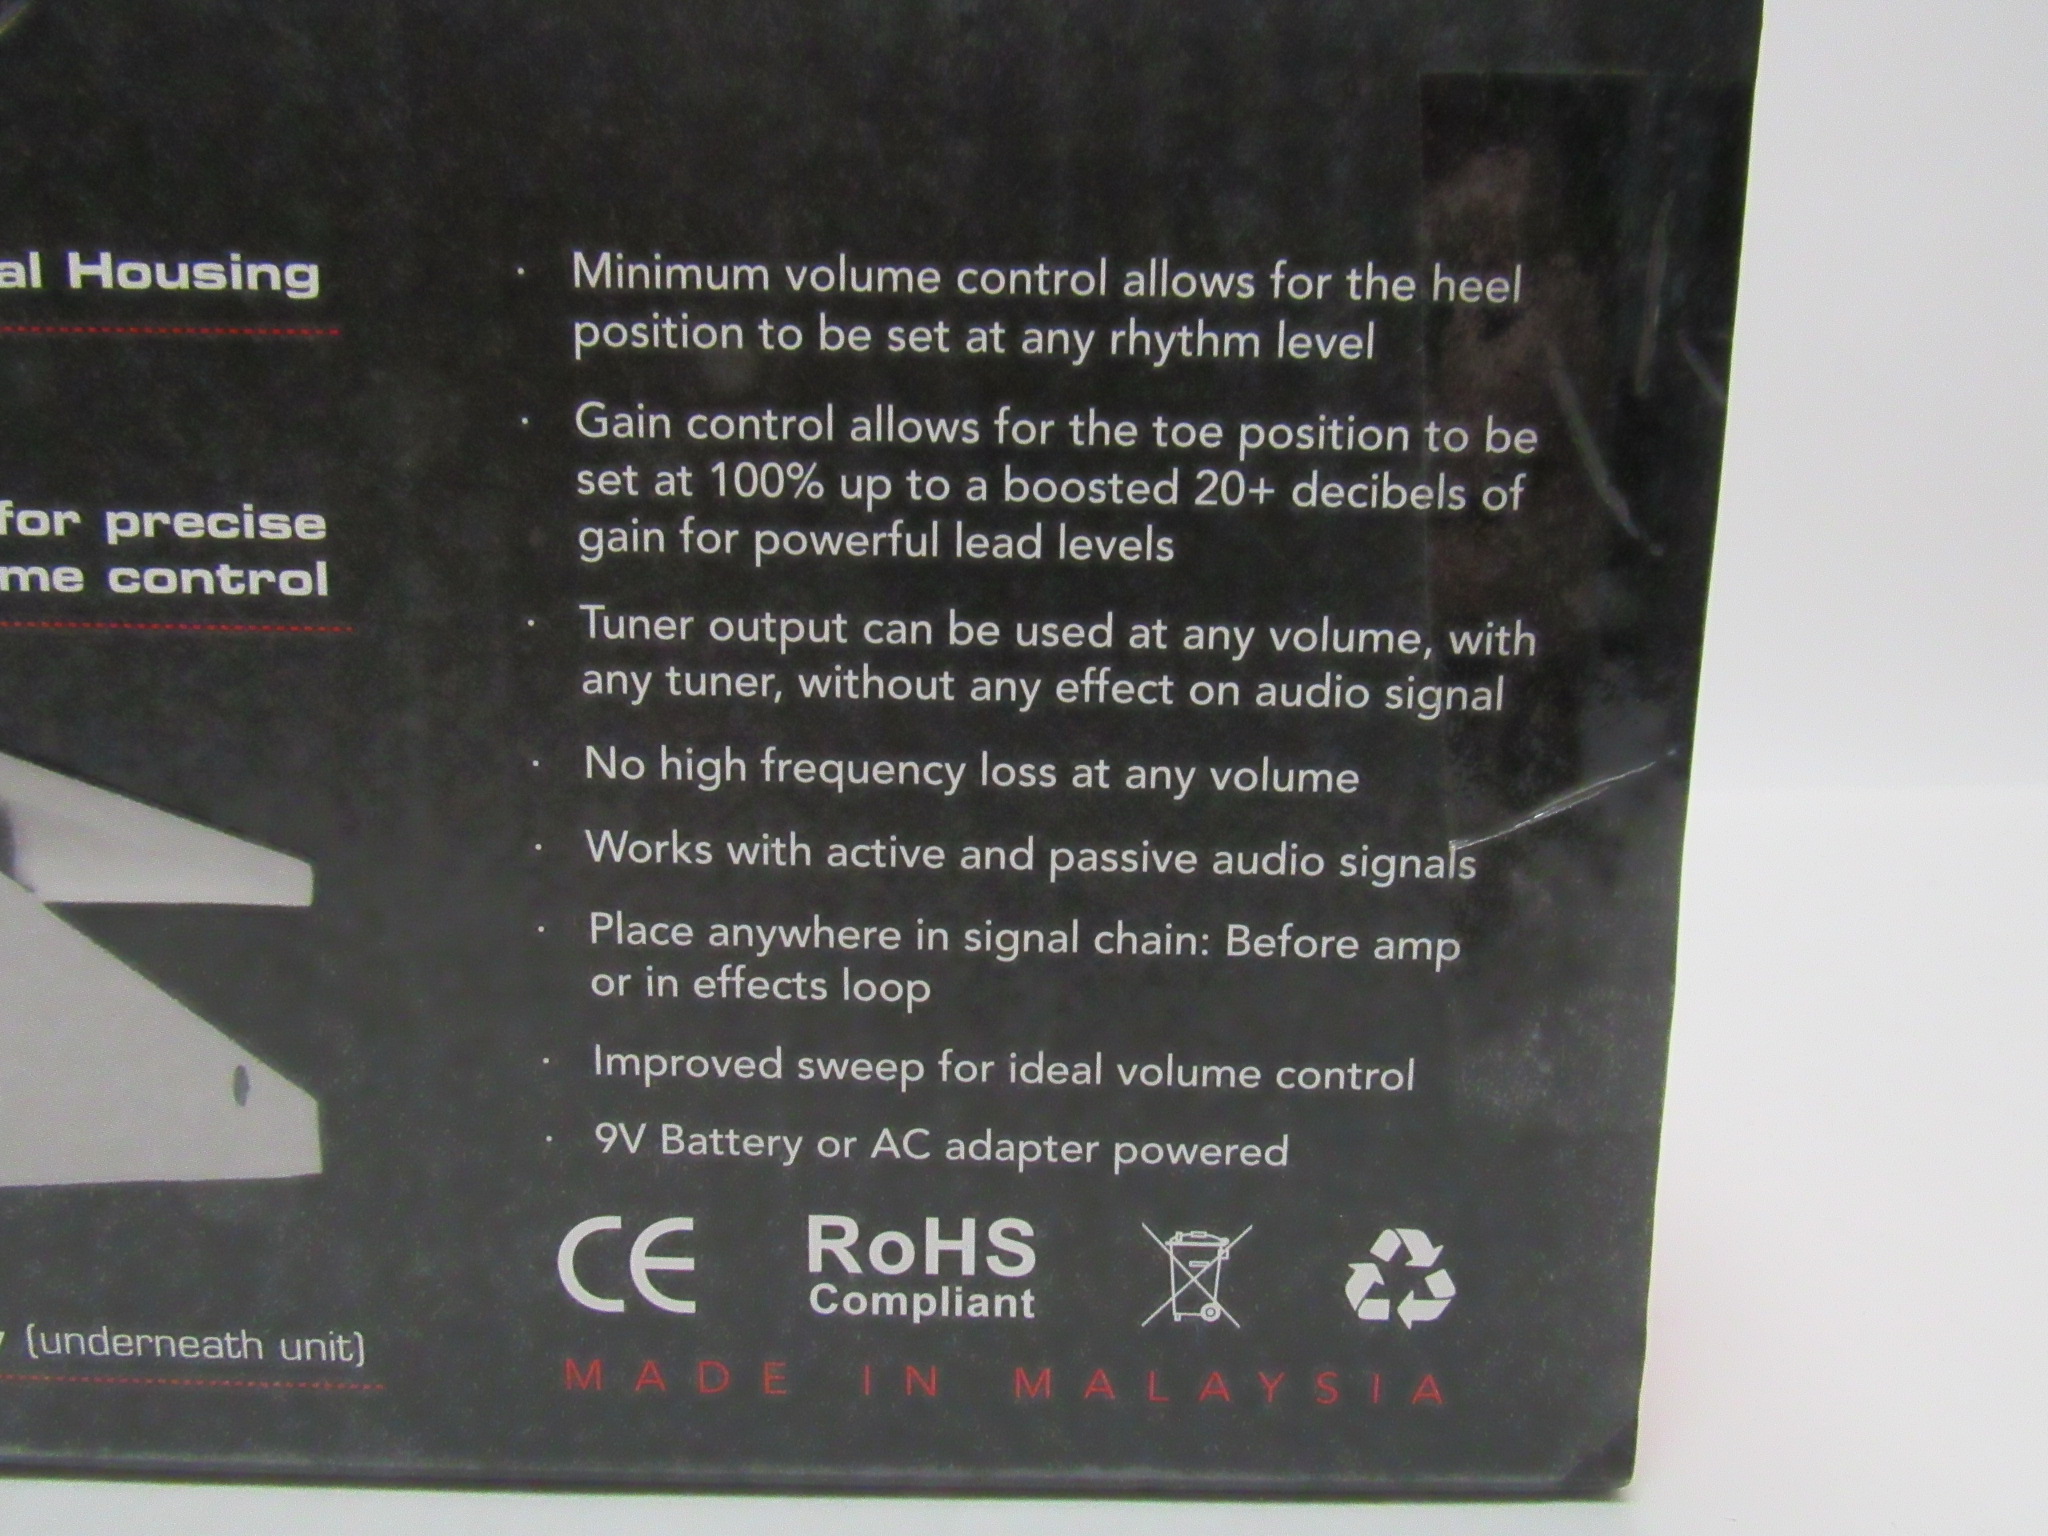 al Housing
for precise
me control
(underneath unit)
· Minimum volume control allows for the heel
position to be set at any rhythm level
· Gain control allows for the toe position to be
set at 100% up to a boosted 20+ decibels of
gain for powerful lead levels
· Tuner output can be used at any volume, with
any tuner, without any effect on audio signal
· No high frequency loss at any volume
· Works with active and passive audio signals
· Place anywhere in signal chain: Before amp
or in effects loop
· Improved sweep for ideal volume control
· 9V Battery or AC adapter powered
CE
RoHS
Compliant
MADE IN MALAYSIA